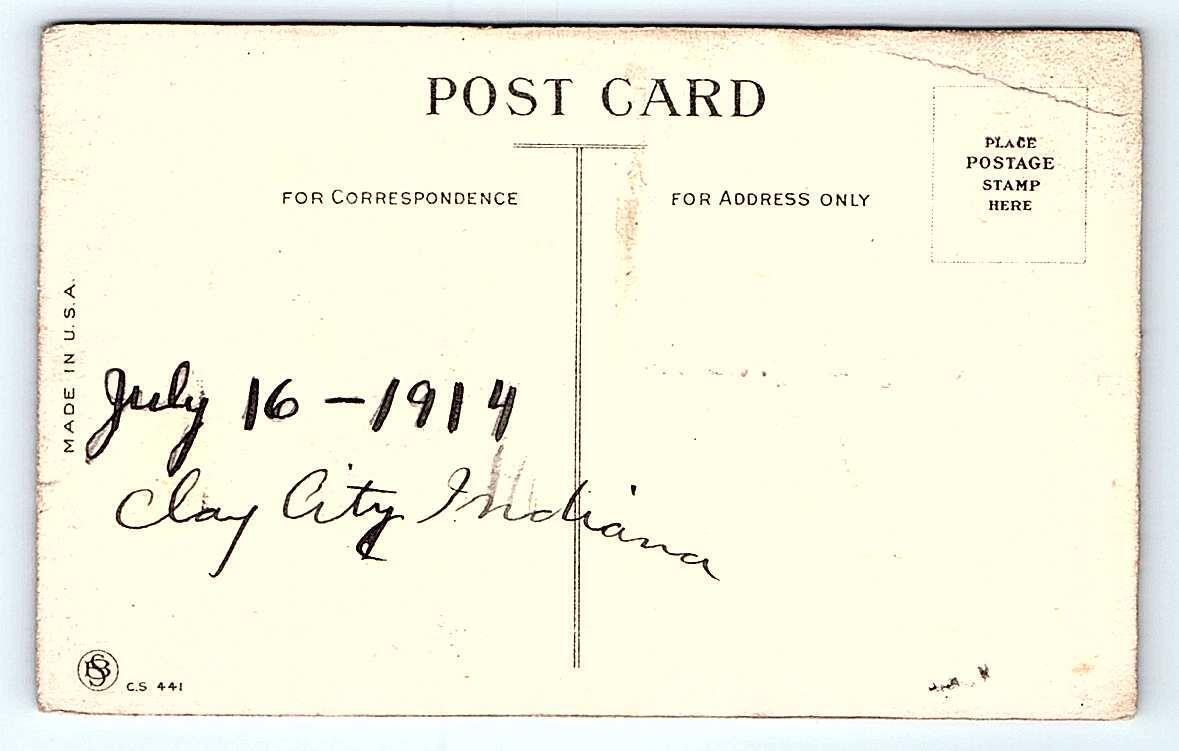 POST CARD
FOR CORRESPONDENCE
FOR ADDRESS ONLY
PLACE
POSTAGE
STAMP
HERE
MADE IN U.S.A.
July 16 - 1914
Clay City Indiana
C.S 441